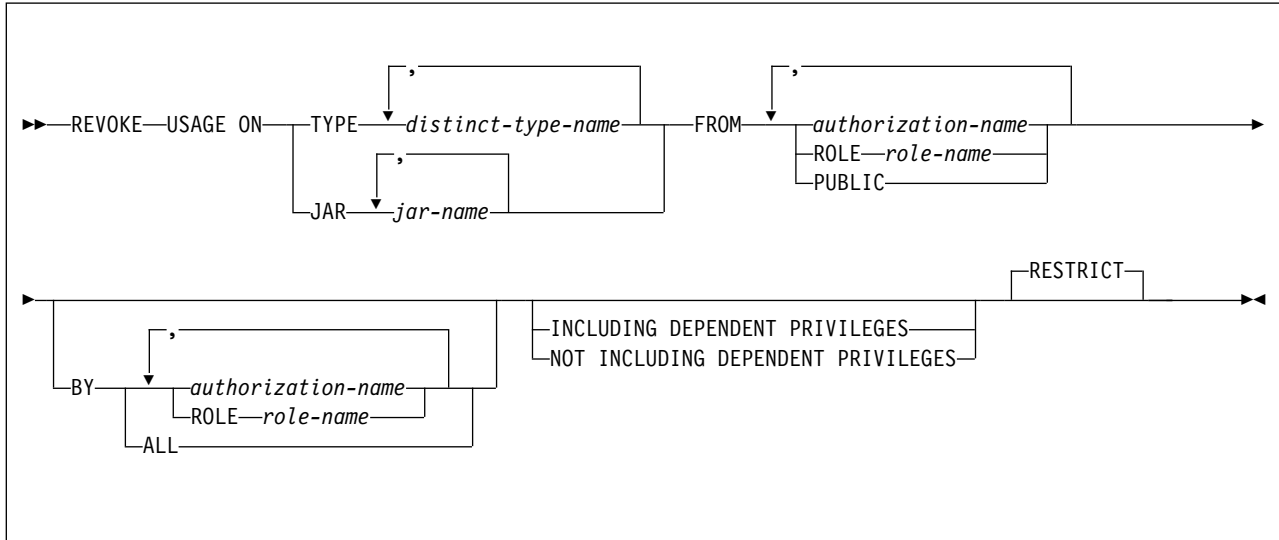 , ,
REVOKE USAGE ON TYPE distinct-type-name FROM authorization-name
ROLE role-name
, PUBLIC
JAR jar-name
RESTRICT
, INCLUDING DEPENDENT PRIVILEGES
NOT INCLUDING DEPENDENT PRIVILEGES
BY authorization-name
ROLE role-name
ALL